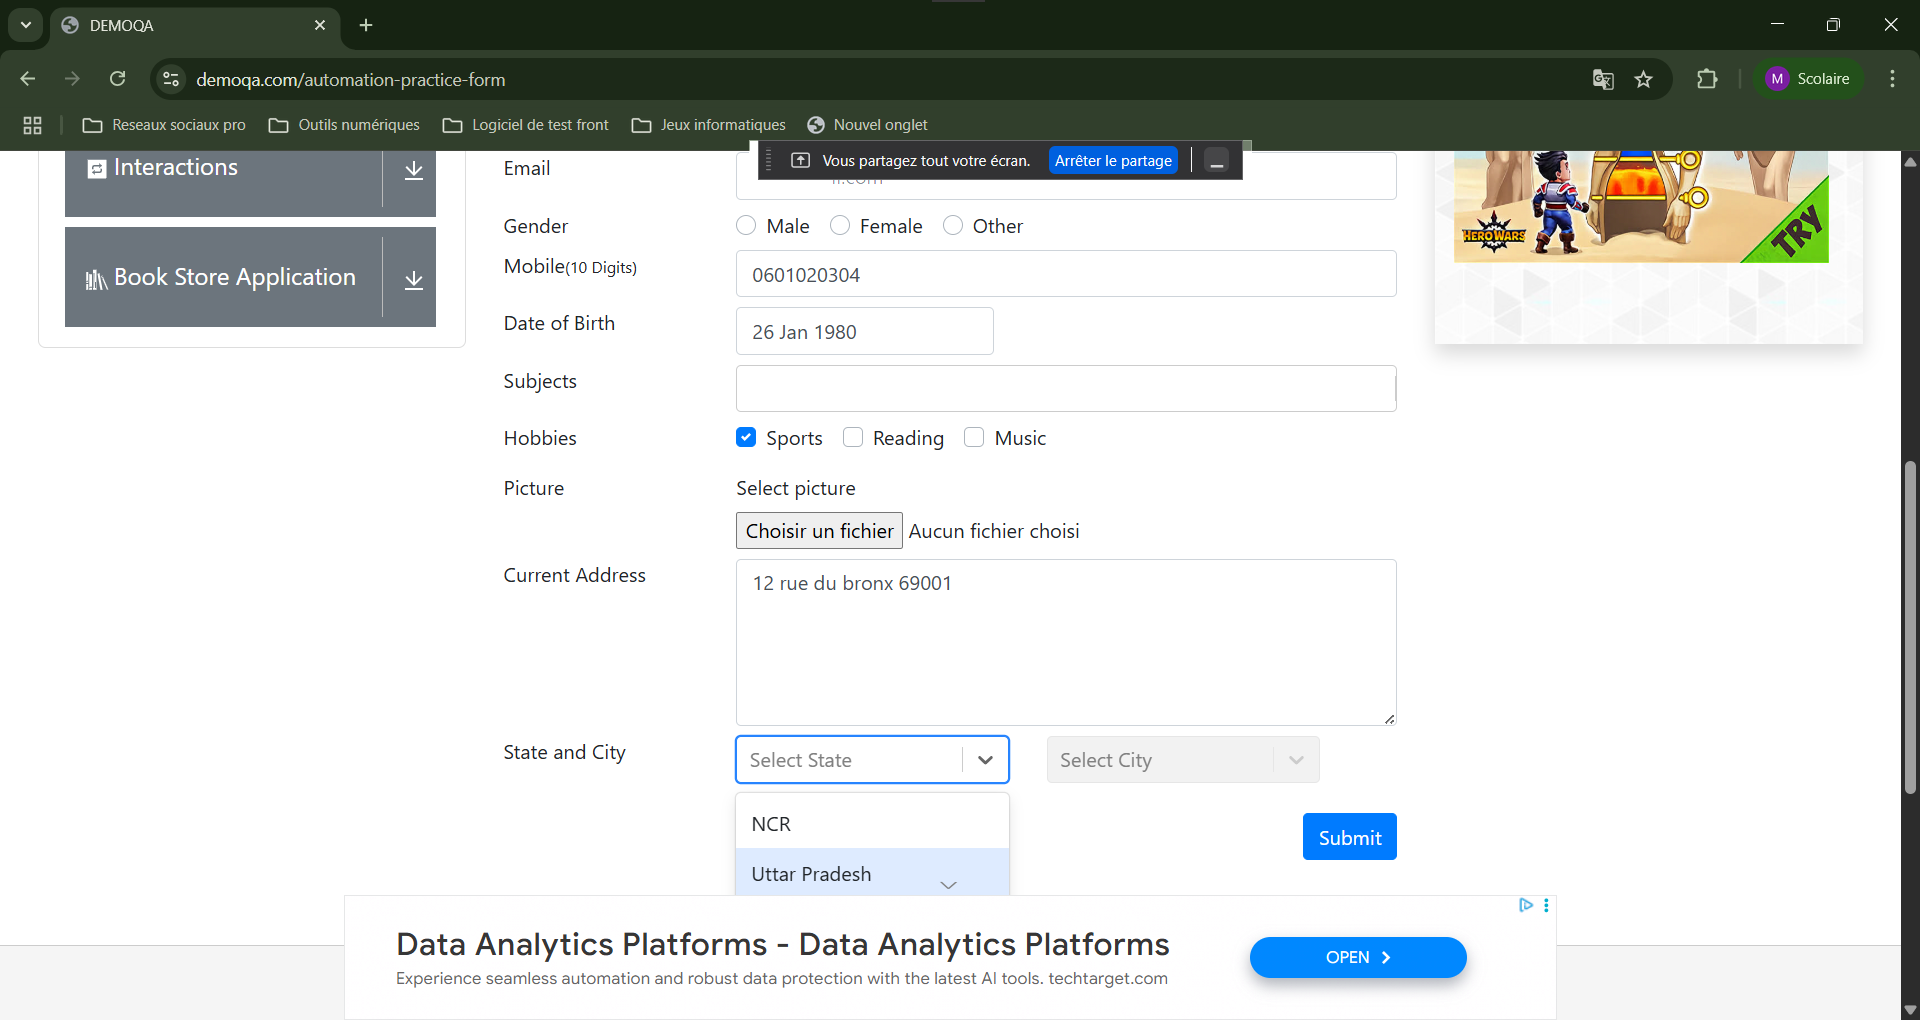 DEMOQA
demoqa.com/automation-practice-form
M Scolaire
Reseaux sociaux pro Outils numériques Logiciel de test front Jeux informatiques Nouvel onglet
Vous partagez tout votre écran. Arrêter le partage
Interactions
Book Store Application
Email
Gender Male Female Other
Mobile(10 Digits) 0601020304
Date of Birth 26 Jan 1980
Subjects
Hobbies Sports Reading Music
Picture Select picture
Choisir un fichier Aucun fichier choisi
Current Address 12 rue du bronx 69001
State and City Select State Select City
NCR
Uttar Pradesh
Submit
HERO WARS
TRY
Data Analytics Platforms - Data Analytics Platforms
Experience seamless automation and robust data protection with the latest AI tools. techtarget.com
OPEN